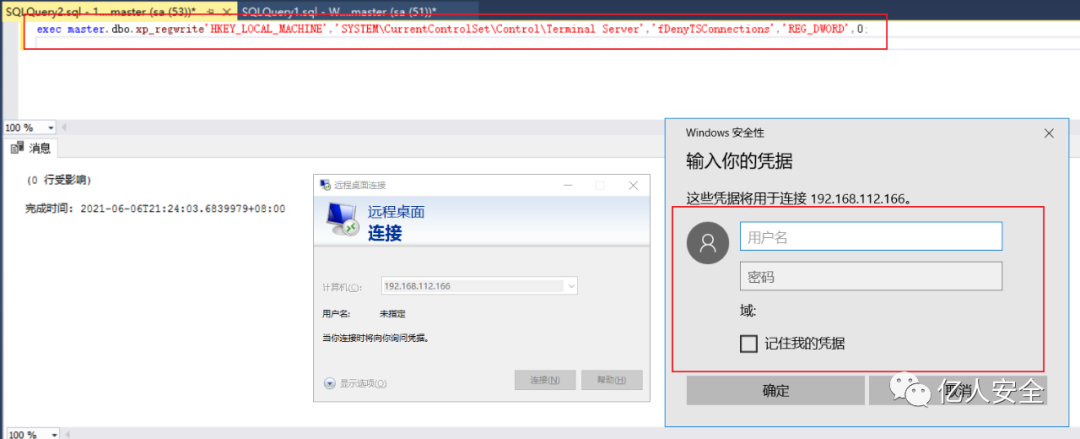 SQLQuery2.sql - 1....master (sa (53))*
SQLQuery1.sql - W....master (sa (51))*
exec master.dbo.xp_regwrite'HKEY_LOCAL_MACHINE','SYSTEM\CurrentControlSet\Control\Terminal Server','fDenyTSConnections','REG_DWORD',0;
100 %
消息
(0 行受影响)
完成时间: 2021-06-06T21:24:03.6839979+08:00
远程桌面连接
远程桌面
连接
计算机(C):
192.168.112.166
用户名:
未指定
当你连接时将向你询问凭据。
显示选项(O)
连接(N)
帮助(H)
Windows 安全性
输入你的凭据
这些凭据将用于连接 192.168.112.166。
用户名
密码
域:
记住我的凭据
确定
取消
亿人安全
100 %